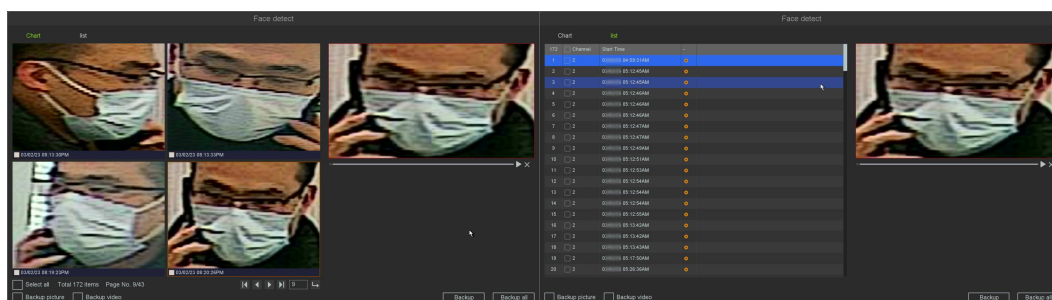 Face detect
Chart list
03/02/23 08:13:30PM
03/02/23 08:13:33PM
03/02/23 08:19:23PM
03/02/23 08:20:26PM
Select all Total 172 items Page No. 9/43 9
Backup picture Backup video Backup Backup all
Face detect
Chart list
172 Channel Start Time -
1 2 04:59:31AM
2 2 05:12:45AM
3 2 05:12:45AM
4 2 05:12:46AM
5 2 05:12:46AM
6 2 05:12:46AM
7 2 05:12:47AM
8 2 05:12:47AM
9 2 05:12:49AM
10 2 05:12:51AM
11 2 05:12:53AM
12 2 05:12:54AM
13 2 05:12:54AM
14 2 05:12:54AM
15 2 05:12:55AM
16 2 05:13:42AM
17 2 05:13:42AM
18 2 05:13:43AM
19 2 05:17:50AM
20 2 05:26:36AM
Backup picture Backup video Backup Backup all